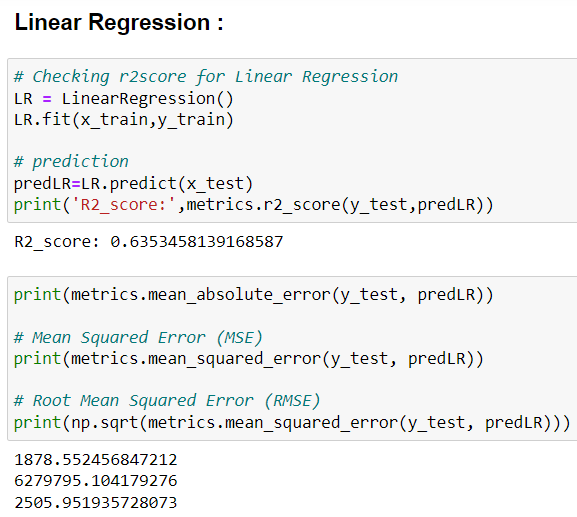 Linear Regression :
# Checking r2score for Linear Regression
LR = LinearRegression()
LR.fit(x_train,y_train)
# prediction
predLR=LR.predict(x_test)
print('R2_score:',metrics.r2_score(y_test,predLR))
R2_score: 0.6353458139168587
print(metrics.mean_absolute_error(y_test, predLR))
# Mean Squared Error (MSE)
print(metrics.mean_squared_error(y_test, predLR))
# Root Mean Squared Error (RMSE)
print(np.sqrt(metrics.mean_squared_error(y_test, predLR)))
1878.552456847212
6279795.104179276
2505.951935728073